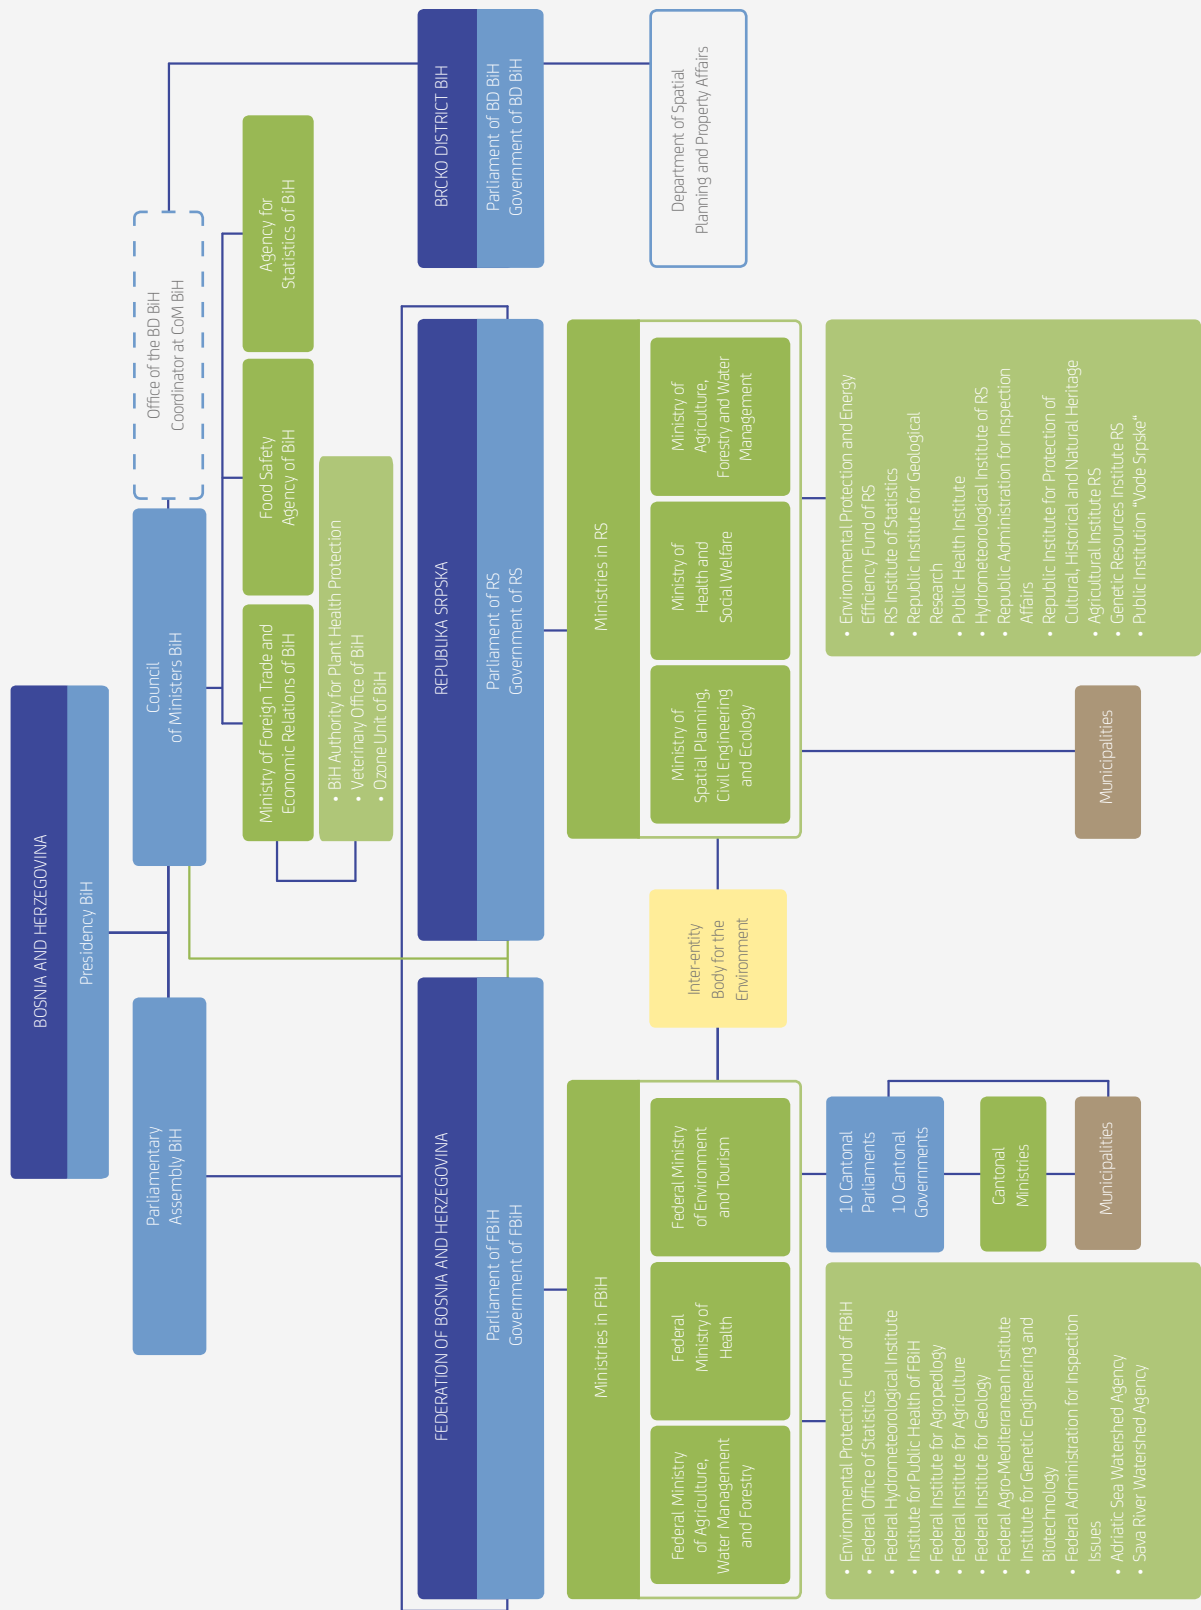 BOSNIA AND HERZEGOVINA
Presidency BiH
Parliamentary
Assembly BiH
Council
of Ministers BiH
Office of the BD BiH
Coordinator at CoM BiH
Ministry of Foreign Trade and
Economic Relations of BiH
Food Safety
Agency of BiH
Agency for
Statistics of BiH
• BiH Authority for Plant Health Protection
• Veterinary Office of BiH
• Ozone Unit of BiH
FEDERATION OF BOSNIA AND HERZEGOVINA
Parliament of FBiH
Government of FBiH
REPUBLIKA SRPSKA
Parliament of RS
Government of RS
BRCKO DISTRICT BIH
Parliament of BD BiH
Government of BD BiH
Ministries in FBiH
Federal Ministry
of Agriculture,
Water Management
and Forestry
Federal
Ministry of
Health
Federal Ministry
of Environment
and Tourism
Inter-entity
Body for the
Environment
Ministries in RS
Ministry of
Spatial Planning,
Civil Engineering
and Ecology
Ministry of
Health and
Social Welfare
Ministry of
Agriculture,
Forestry and Water
Management
Department of Spatial
Planning and Property Affairs
• Environmental Protection Fund of FBiH
• Federal Office of Statistics
• Federal Hydrometeorological Institute
• Institute for Public Health of FBiH
• Federal Institute for Agropedlogy
• Federal Institute for Agriculture
• Federal Institute for Geology
• Federal Agro-Mediterranean Institute
• Institute for Genetic Engineering and
Biotechnology
• Federal Administration for Inspection
Issues
• Adriatic Sea Watershed Agency
• Sava River Watershed Agency
10 Cantonal
Parliaments
10 Cantonal
Governments
Cantonal
Ministries
Municipalities
Municipalities
• Environmental Protection and Energy
Efficiency Fund of RS
• RS Institute of Statistics
• Republic Institute for Geological
Research
• Public Health Institute
• Hydrometeorological Institute of RS
• Republic Administration for Inspection
Affairs
• Republic Institute for Protection of
Cultural, Historical and Natural Heritage
• Agricultural Institute RS
• Genetic Resources Institute RS
• Public Institution "Vode Srpske"